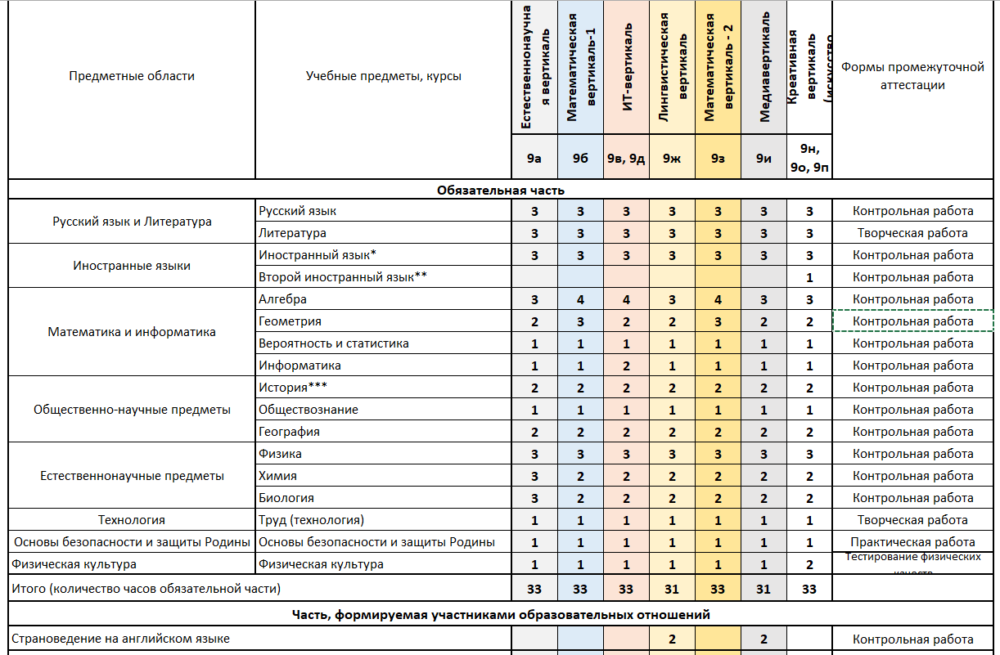 Предметные области Учебные предметы, курсы Естественнонаучна я вертикаль Математическая вертикаль-1 ИТ-вертикаль Лингвистическая вертикаль Математическая вертикаль - 2 Медиавертикаль Креативная вертикаль (искусство Формы промежуточной аттестации
9а 9б 9в, 9д 9ж 9з 9и 9н, 9о, 9п
Обязательная часть
Русский язык и Литература
Русский язык 3 3 3 3 3 3 3 Контрольная работа
Литература 3 3 3 3 3 3 3 Творческая работа
Иностранные языки
Иностранный язык* 3 3 3 3 3 3 3 Контрольная работа
Второй иностранный язык** 1 Контрольная работа
Математика и информатика
Алгебра 3 4 4 3 4 3 3 Контрольная работа
Геометрия 2 3 2 2 3 2 2 Контрольная работа
Вероятность и статистика 1 1 1 1 1 1 1 Контрольная работа
Информатика 1 1 2 1 1 1 1 Контрольная работа
Общественно-научные предметы
История*** 2 2 2 2 2 2 2 Контрольная работа
Обществознание 1 1 1 1 1 1 1 Контрольная работа
География 2 2 2 2 2 2 2 Контрольная работа
Естественнонаучные предметы
Физика 3 3 3 3 3 3 3 Контрольная работа
Химия 3 2 2 2 2 2 2 Контрольная работа
Биология 3 2 2 2 2 2 2 Контрольная работа
Технология Труд (технология) 1 1 1 1 1 1 1 Творческая работа
Основы безопасности и защиты Родины Основы безопасности и защиты Родины 1 1 1 1 1 1 1 Практическая работа
Физическая культура Физическая культура 1 1 1 1 1 1 2 Тестирование физических
Итого (количество часов обязательной части) 33 33 33 31 33 31 33
Часть, формируемая участниками образовательных отношений
Страноведение на английском языке 2 2 Контрольная работа